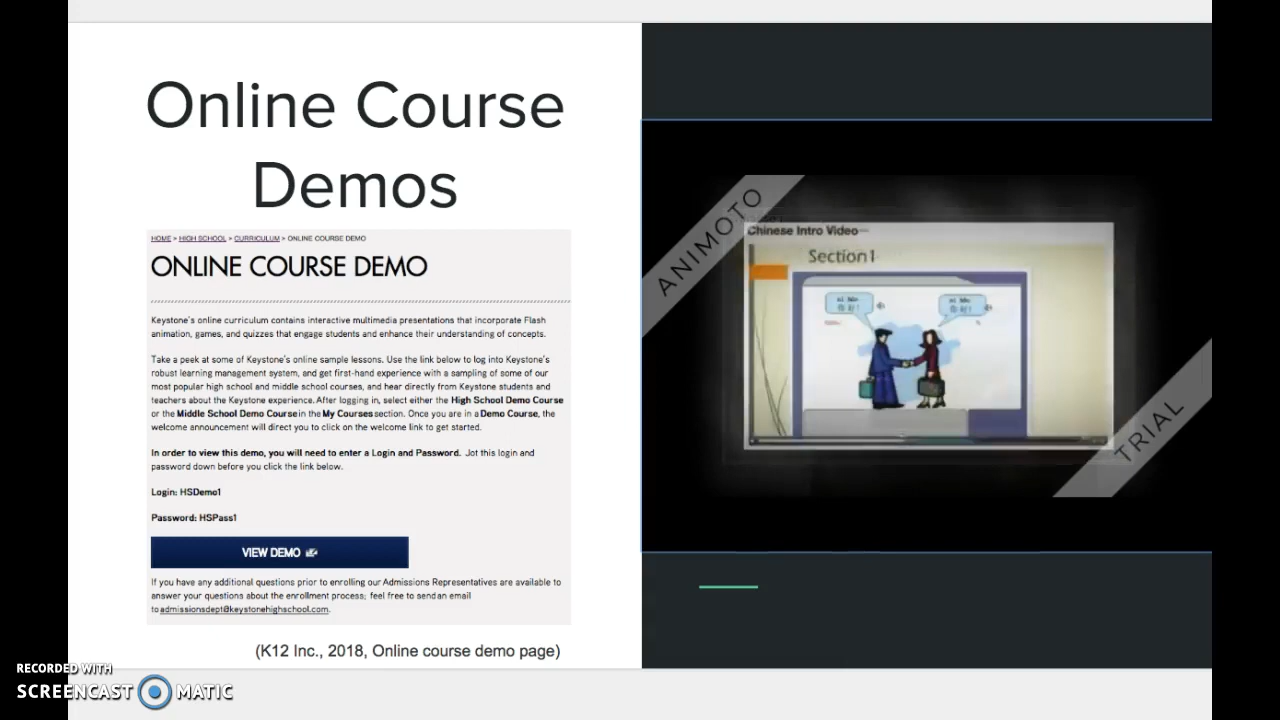 Online Course
Demos
HOME > HIGH SCHOOL > CURRICULUM > ONLINE COURSE DEMO
ONLINE COURSE DEMO
Keystone's online curriculum contains interactive multimedia presentations that incorporate Flash
animation, games, and quizzes that engage students and enhance their understanding of concepts.
Take a peek at some of Keystone's online sample lessons. Use the link below to log into Keystone's
robust learning management system, and get first-hand experience with a sampling of some of our
most popular high school and middle school courses, and hear directly from Keystone students and
teachers about the Keystone experience. After logging in, select either the High School Demo Course
or the Middle School Demo Course in the My Courses section. Once you are in a Demo Course, the
welcome announcement will direct you to click on the welcome link to get started.
In order to view this demo, you will need to enter a Login and Password. Jot this login and
password down before you click the link below.
Login: HSDemo1
Password: HSPass1
VIEW DEMO
If you have any additional questions prior to enrolling our Admissions Representatives are available to
answer your questions about the enrollment process; feel free to send an email
to admissionsdept@keystonehighschool.com.
(K12 Inc., 2018, Online course demo page)
ANIMOTO
Chinese Intro Video
Section1
你好!
你好!
TRIAL
RECORDED WITH
SCREENCAST MATIC